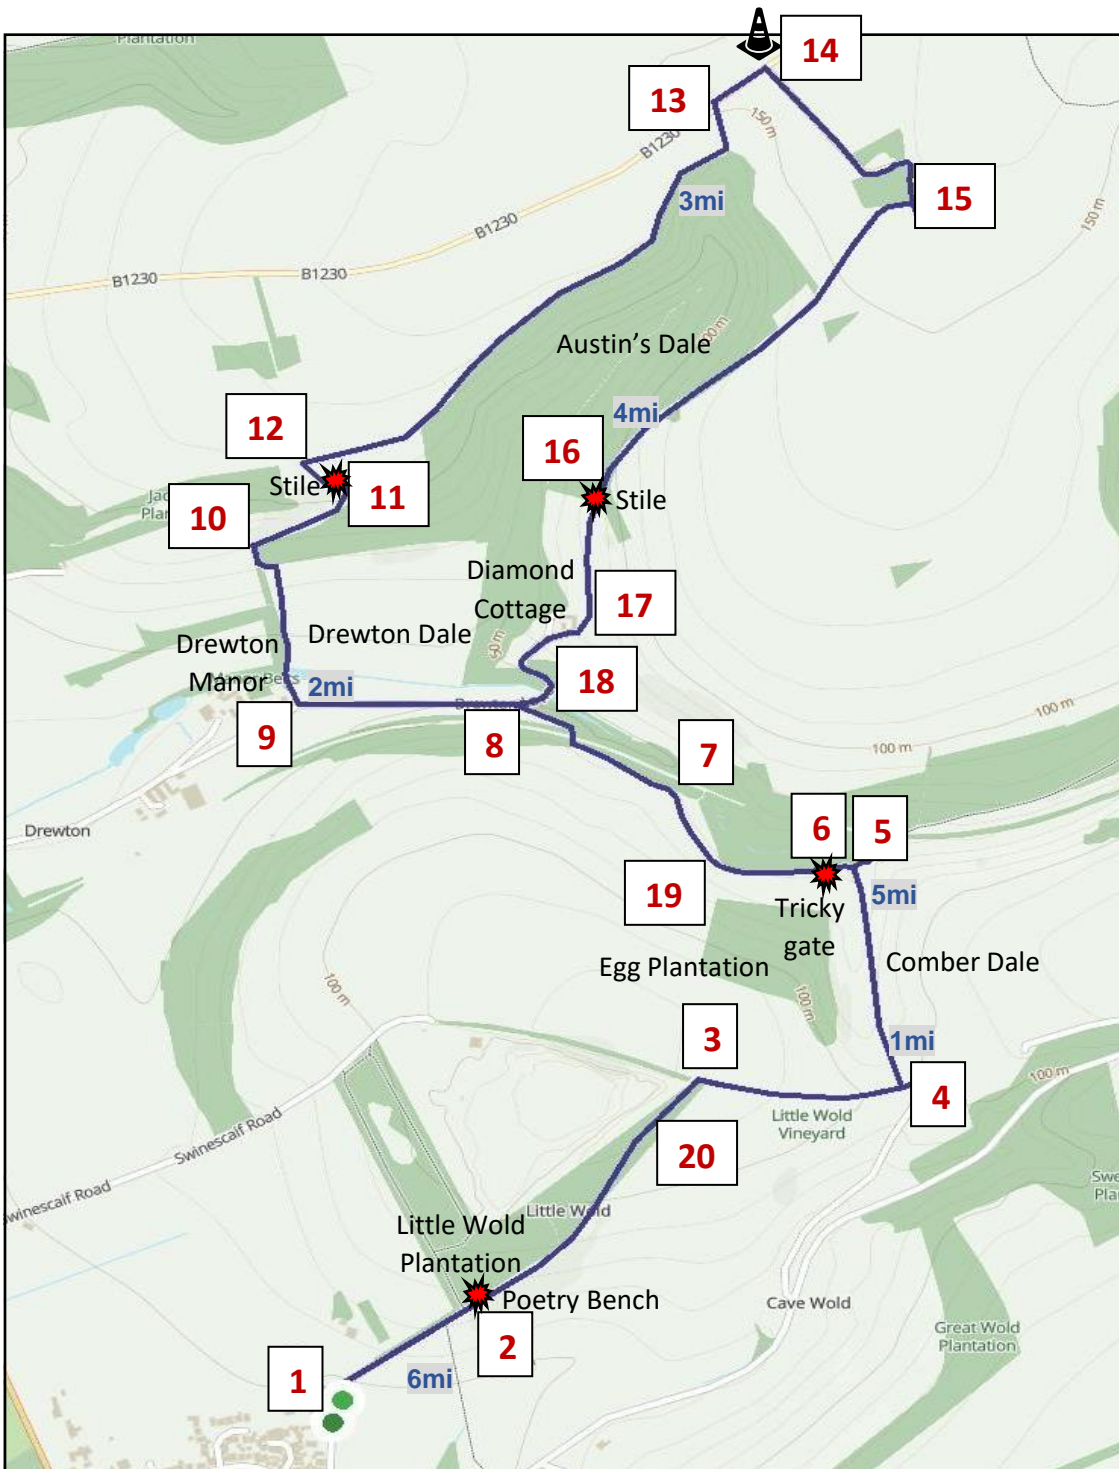 Plantation
14
13
150 m
B1230
15
3mi
150 m
B1230
B1230
Austin's Dale
100 m
4mi
12
16
Stile
11
Stile
10
Diamond
Cottage
17
Drewton Dale
Drewton
Manor
50 m
18
2mi
100 m
9
8
7
100 m
Drewton
6
5
19
5mi
Tricky
gate
Egg Plantation
Comber Dale
100 m
100 m
3
1mi
100 m
4
Little Wold
Vineyard
Swinescaif Road
20
Swinescaif Road
Little Wold
Little Wold
Plantation
Poetry Bench
Cave Wold
2
Great Wold
Plantation
1
6mi